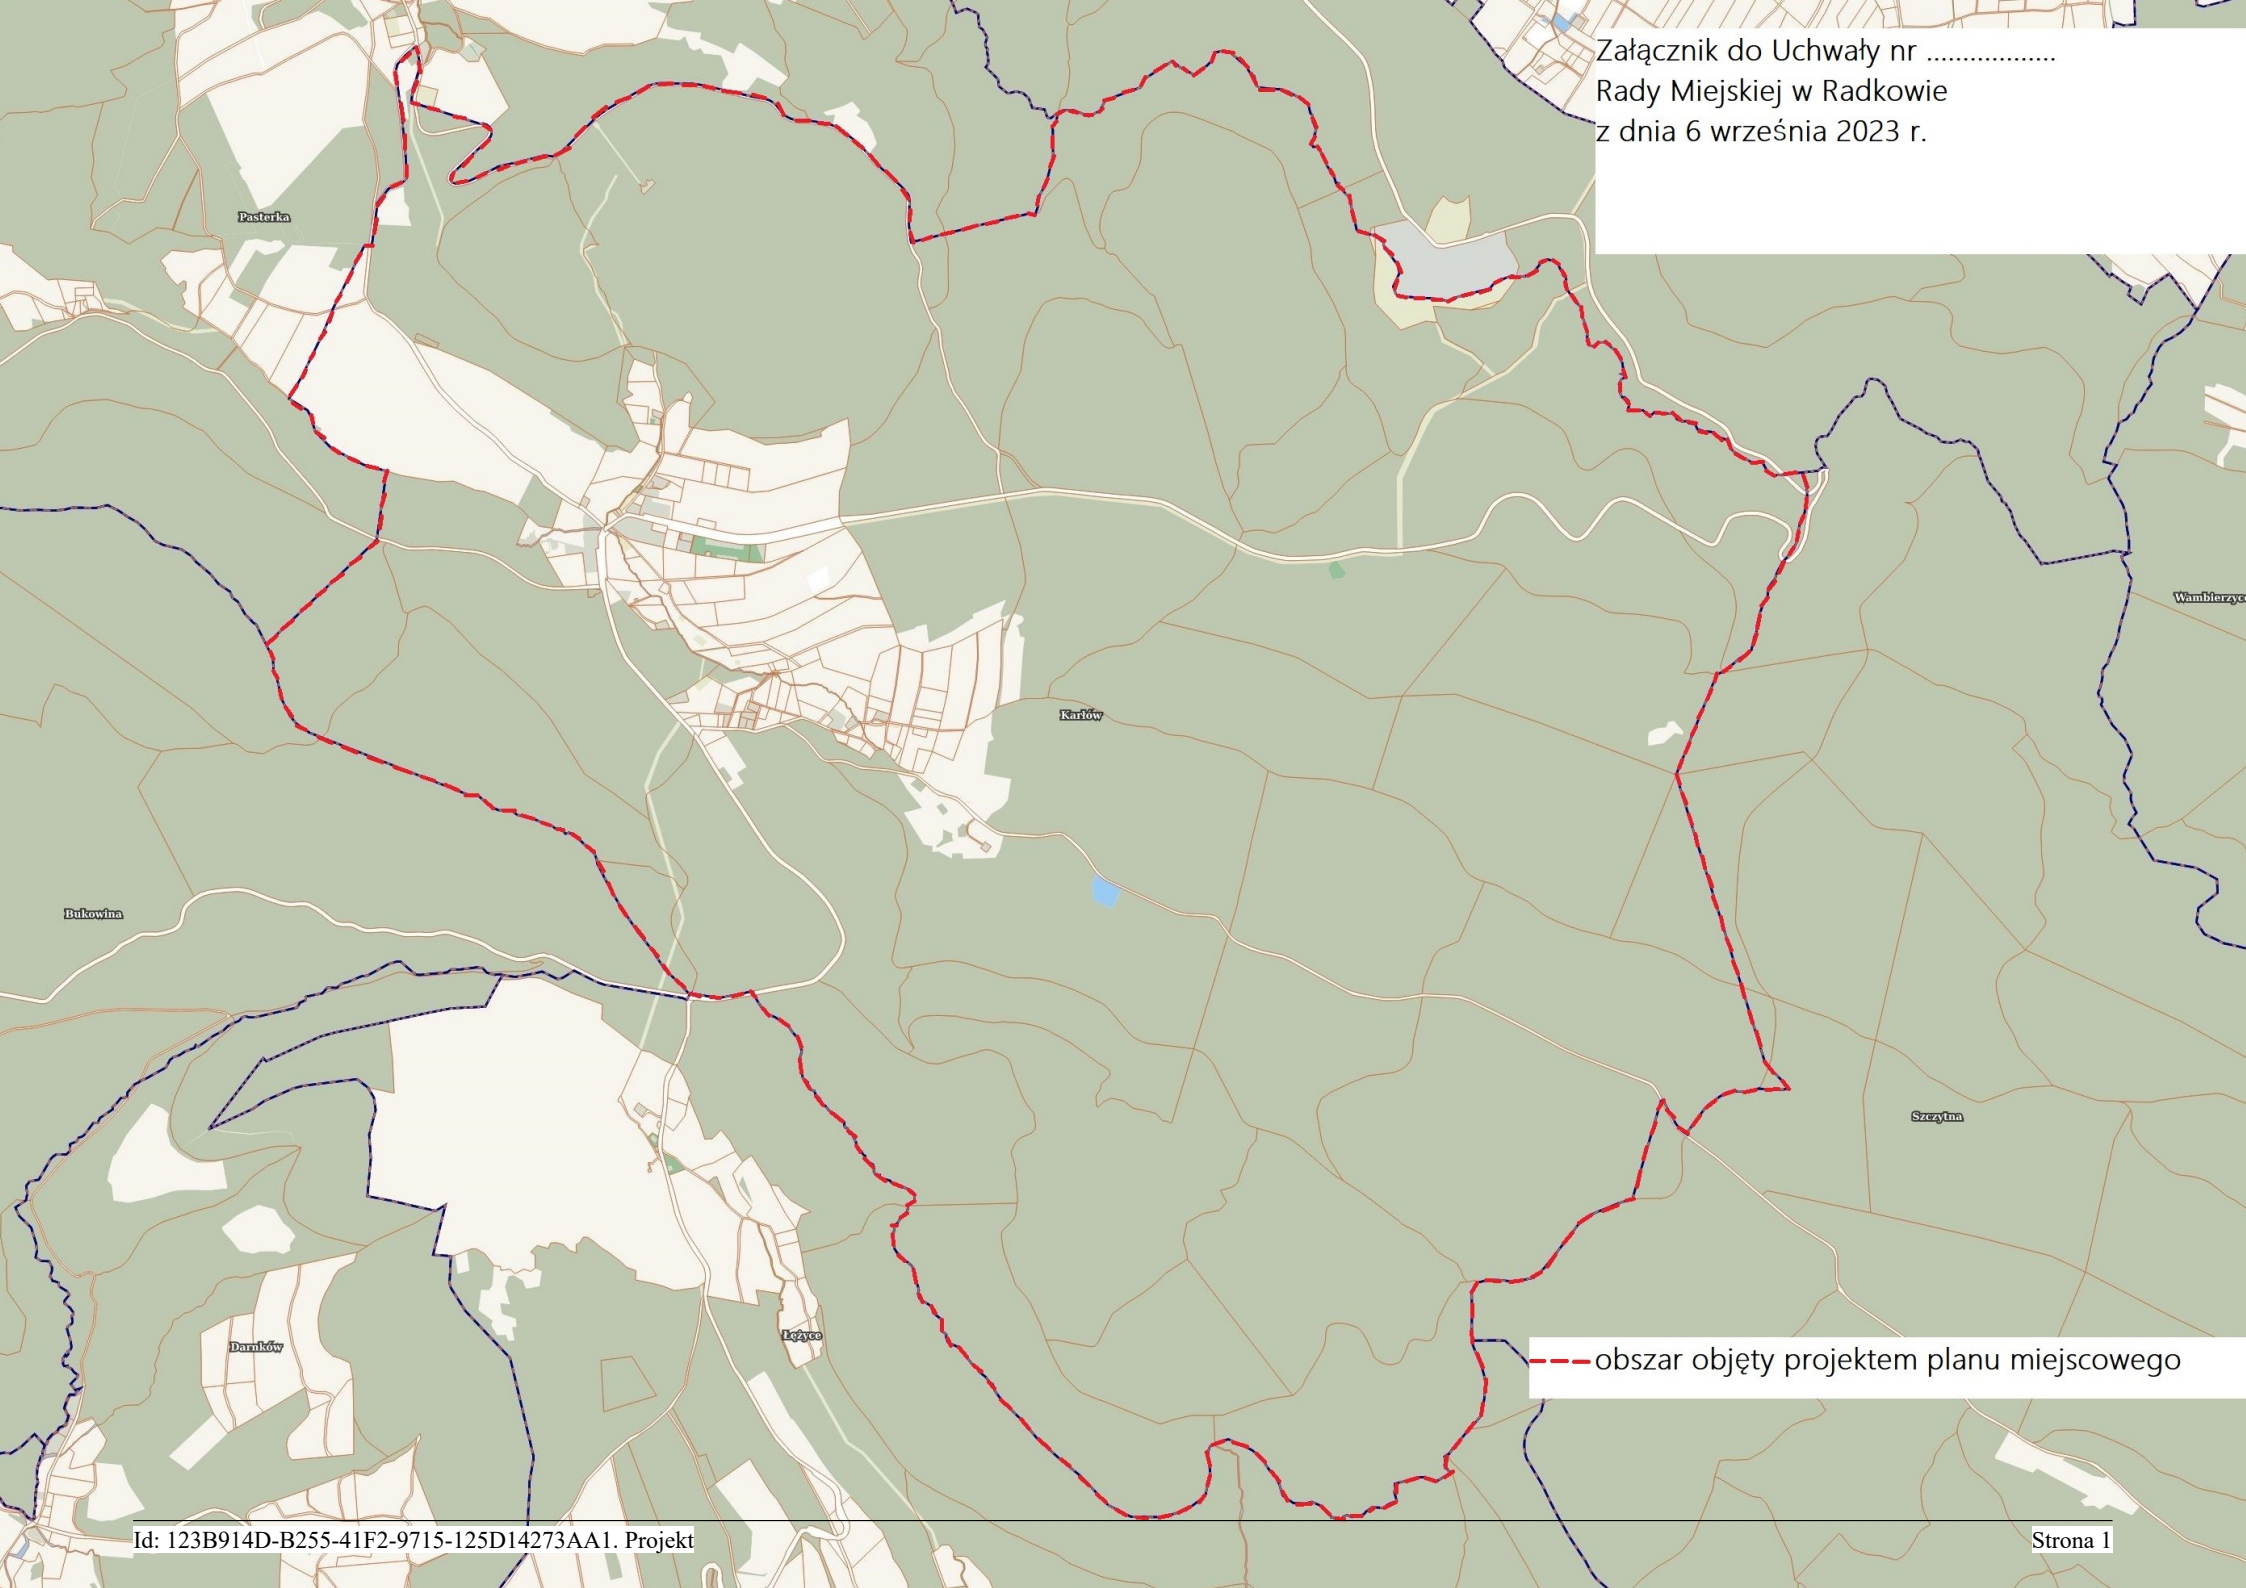 Załącznik do Uchwały nr ..................
Rady Miejskiej w Radkowie
z dnia 6 września 2023 r.
Pasterka
Wambierzyce
Karłów
Bukowina
Szczytna
Łężyce
Darnków
obszar objęty projektem planu miejscowego
Id: 123B914D-B255-41F2-9715-125D14273AA1. Projekt
Strona 1